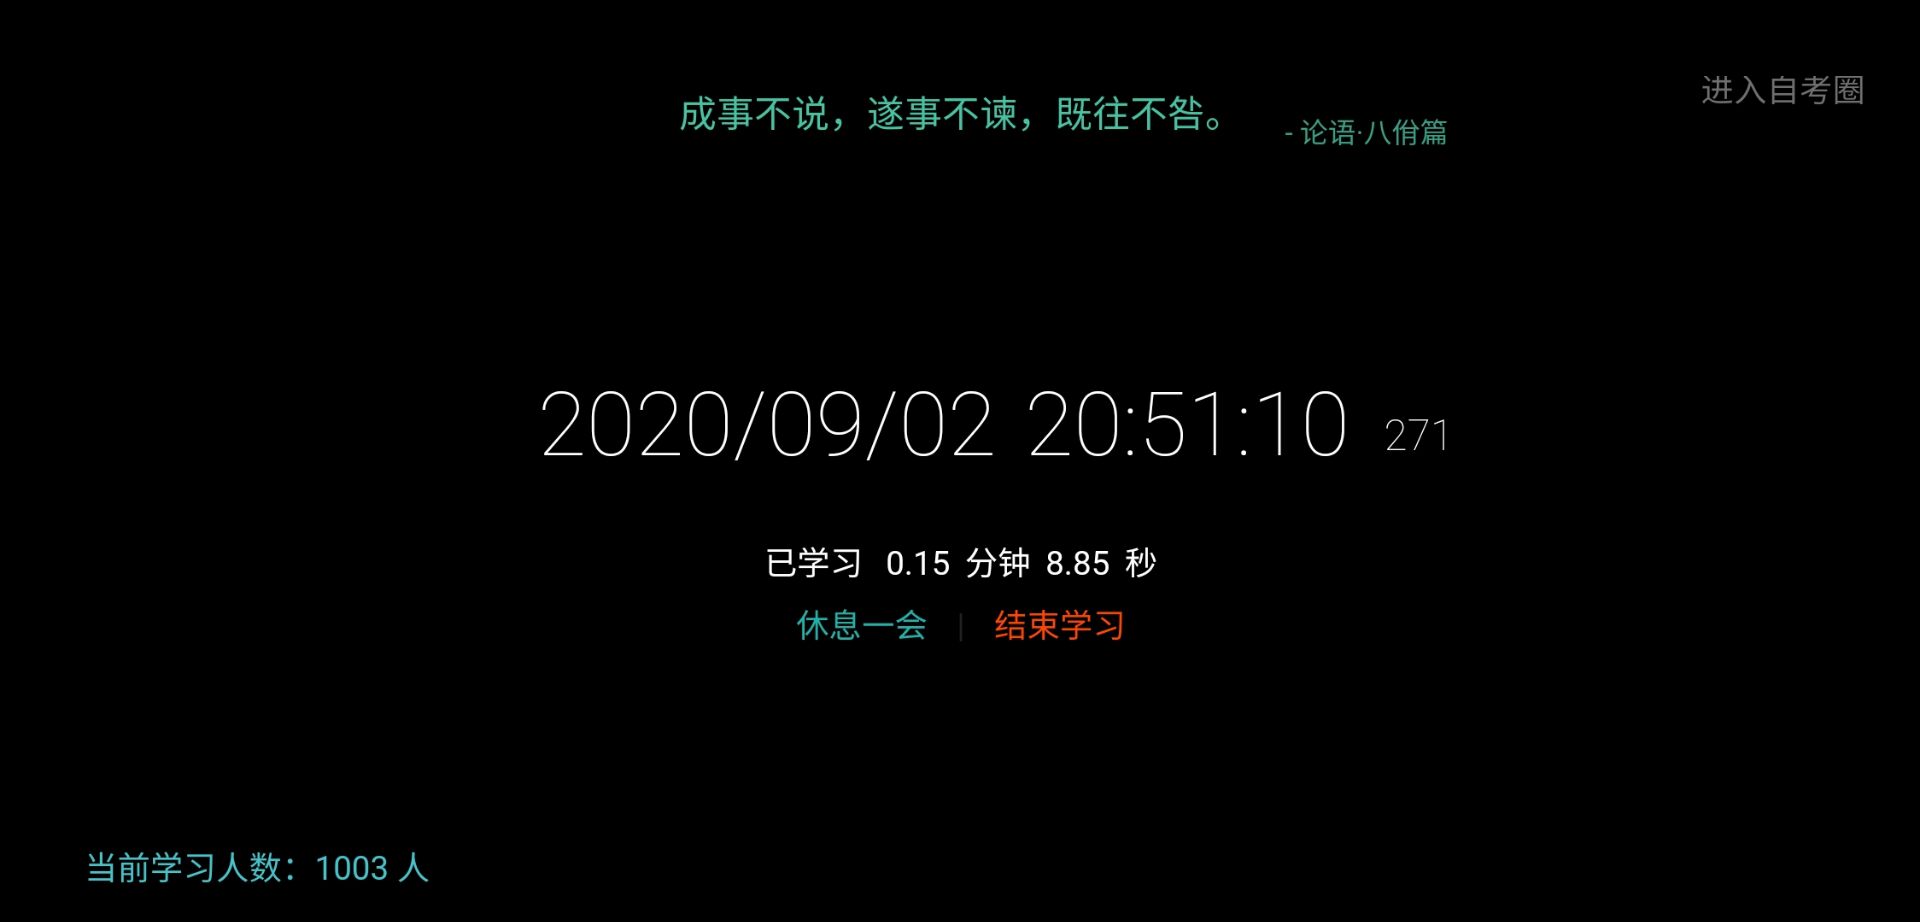 进入自考圈
成事不说，遂事不谏，既往不咎。
- 论语·八佾篇
2020/09/02 20:51:10 271
已学习 0.15 分钟 8.85 秒
休息一会 | 结束学习
当前学习人数：1003 人